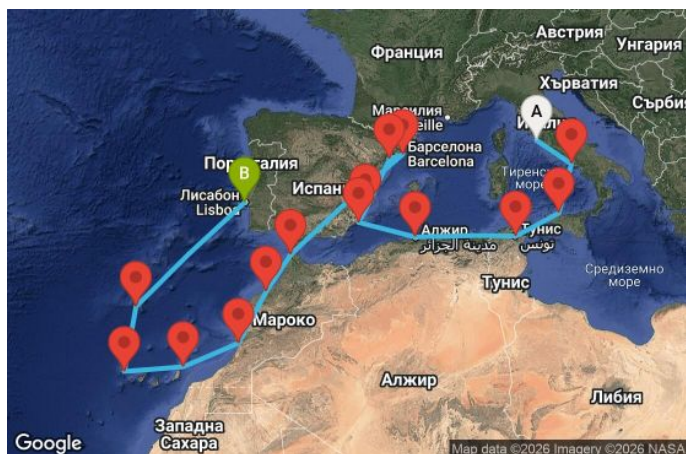 Австрия
Франция
Унгария
Хърватия
Сърбия
A
Марсилия
Marseille
Италия
Барселона
Barcelona
Португалия
B
Тиренско
море
Испания
Лисабон
Lisboa
Алжир
مدينة الجزائر
Тунис
تونس
Средиземно
море
Тунис
Мароко
Алжир
Либия
Западна
Сахара
Google
Map data ©2026 Imagery ©2026 NASA